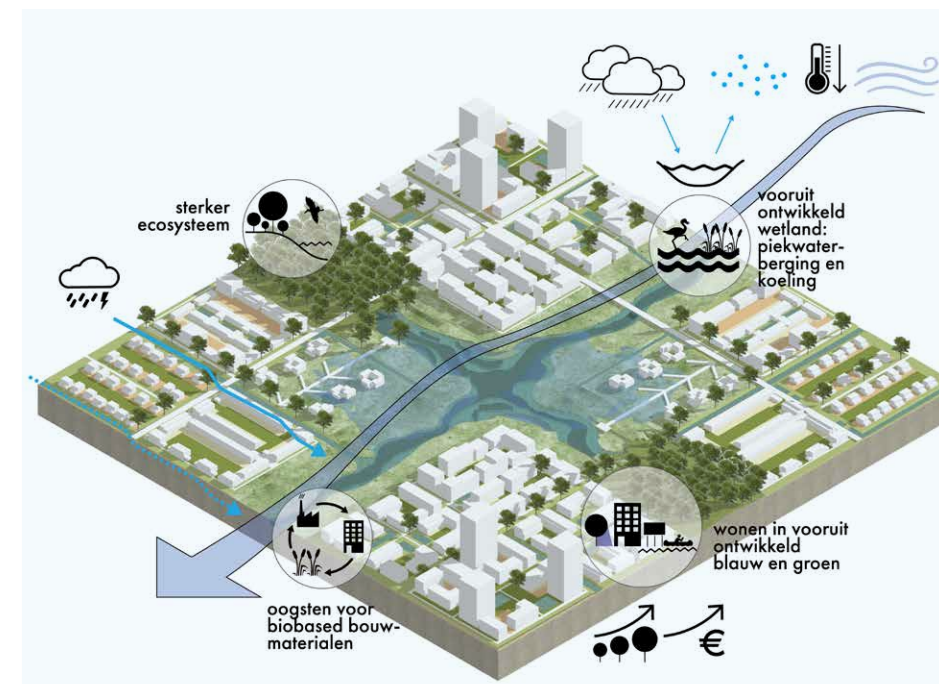 sterker
ecosysteem
vooruit
ontwikkeld
wetland:
piekwater-
berging en
koeling
wonen in vooruit
ontwikkeld
blauw en groen
oogsten voor
biobased bouw-
materialen
€